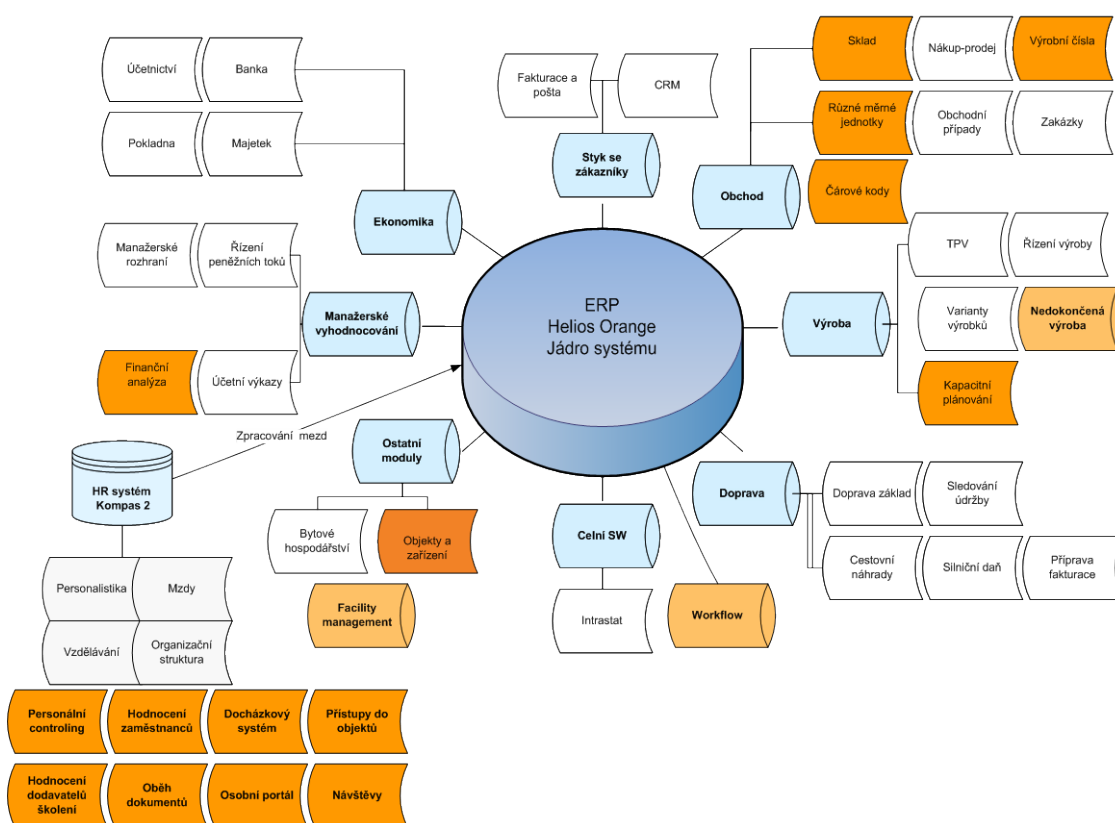 Účetnictví
Banka
Pokladna
Majetek
Ekonomika
Fakturace a
pošta
CRM
Styk se
zákazníky
Sklad
Nákup-prodej
Výrobní čísla
Různé měrné
jednotky
Obchodní
případy
Zakázky
Čárové kody
Obchod
Manažerské
rozhraní
Řízení
peněžních toků
Manažerské
vyhodnocování
Finanční
analýza
Účetní výkazy
ERP
Helios Orange
Jádro systému
TPV
Řízení výroby
Výroba
Varianty
výrobků
Nedokončená
výroba
Kapacitní
plánování
Zpracování mezd
HR systém
Kompas 2
Ostatní
moduly
Bytové
hospodářství
Objekty a
zařízení
Facility
management
Celní SW
Intrastat
Workflow
Doprava
Doprava základ
Sledování
údržby
Cestovní
náhrady
Silniční daň
Příprava
fakturace
Personalistika
Mzdy
Vzdělávání
Organizační
struktura
Personální
controling
Hodnocení
zaměstnanců
Docházkový
systém
Přístupy do
objektů
Hodnocení
dodavatelů
školení
Oběh
dokumentů
Osobní portál
Návštěvy